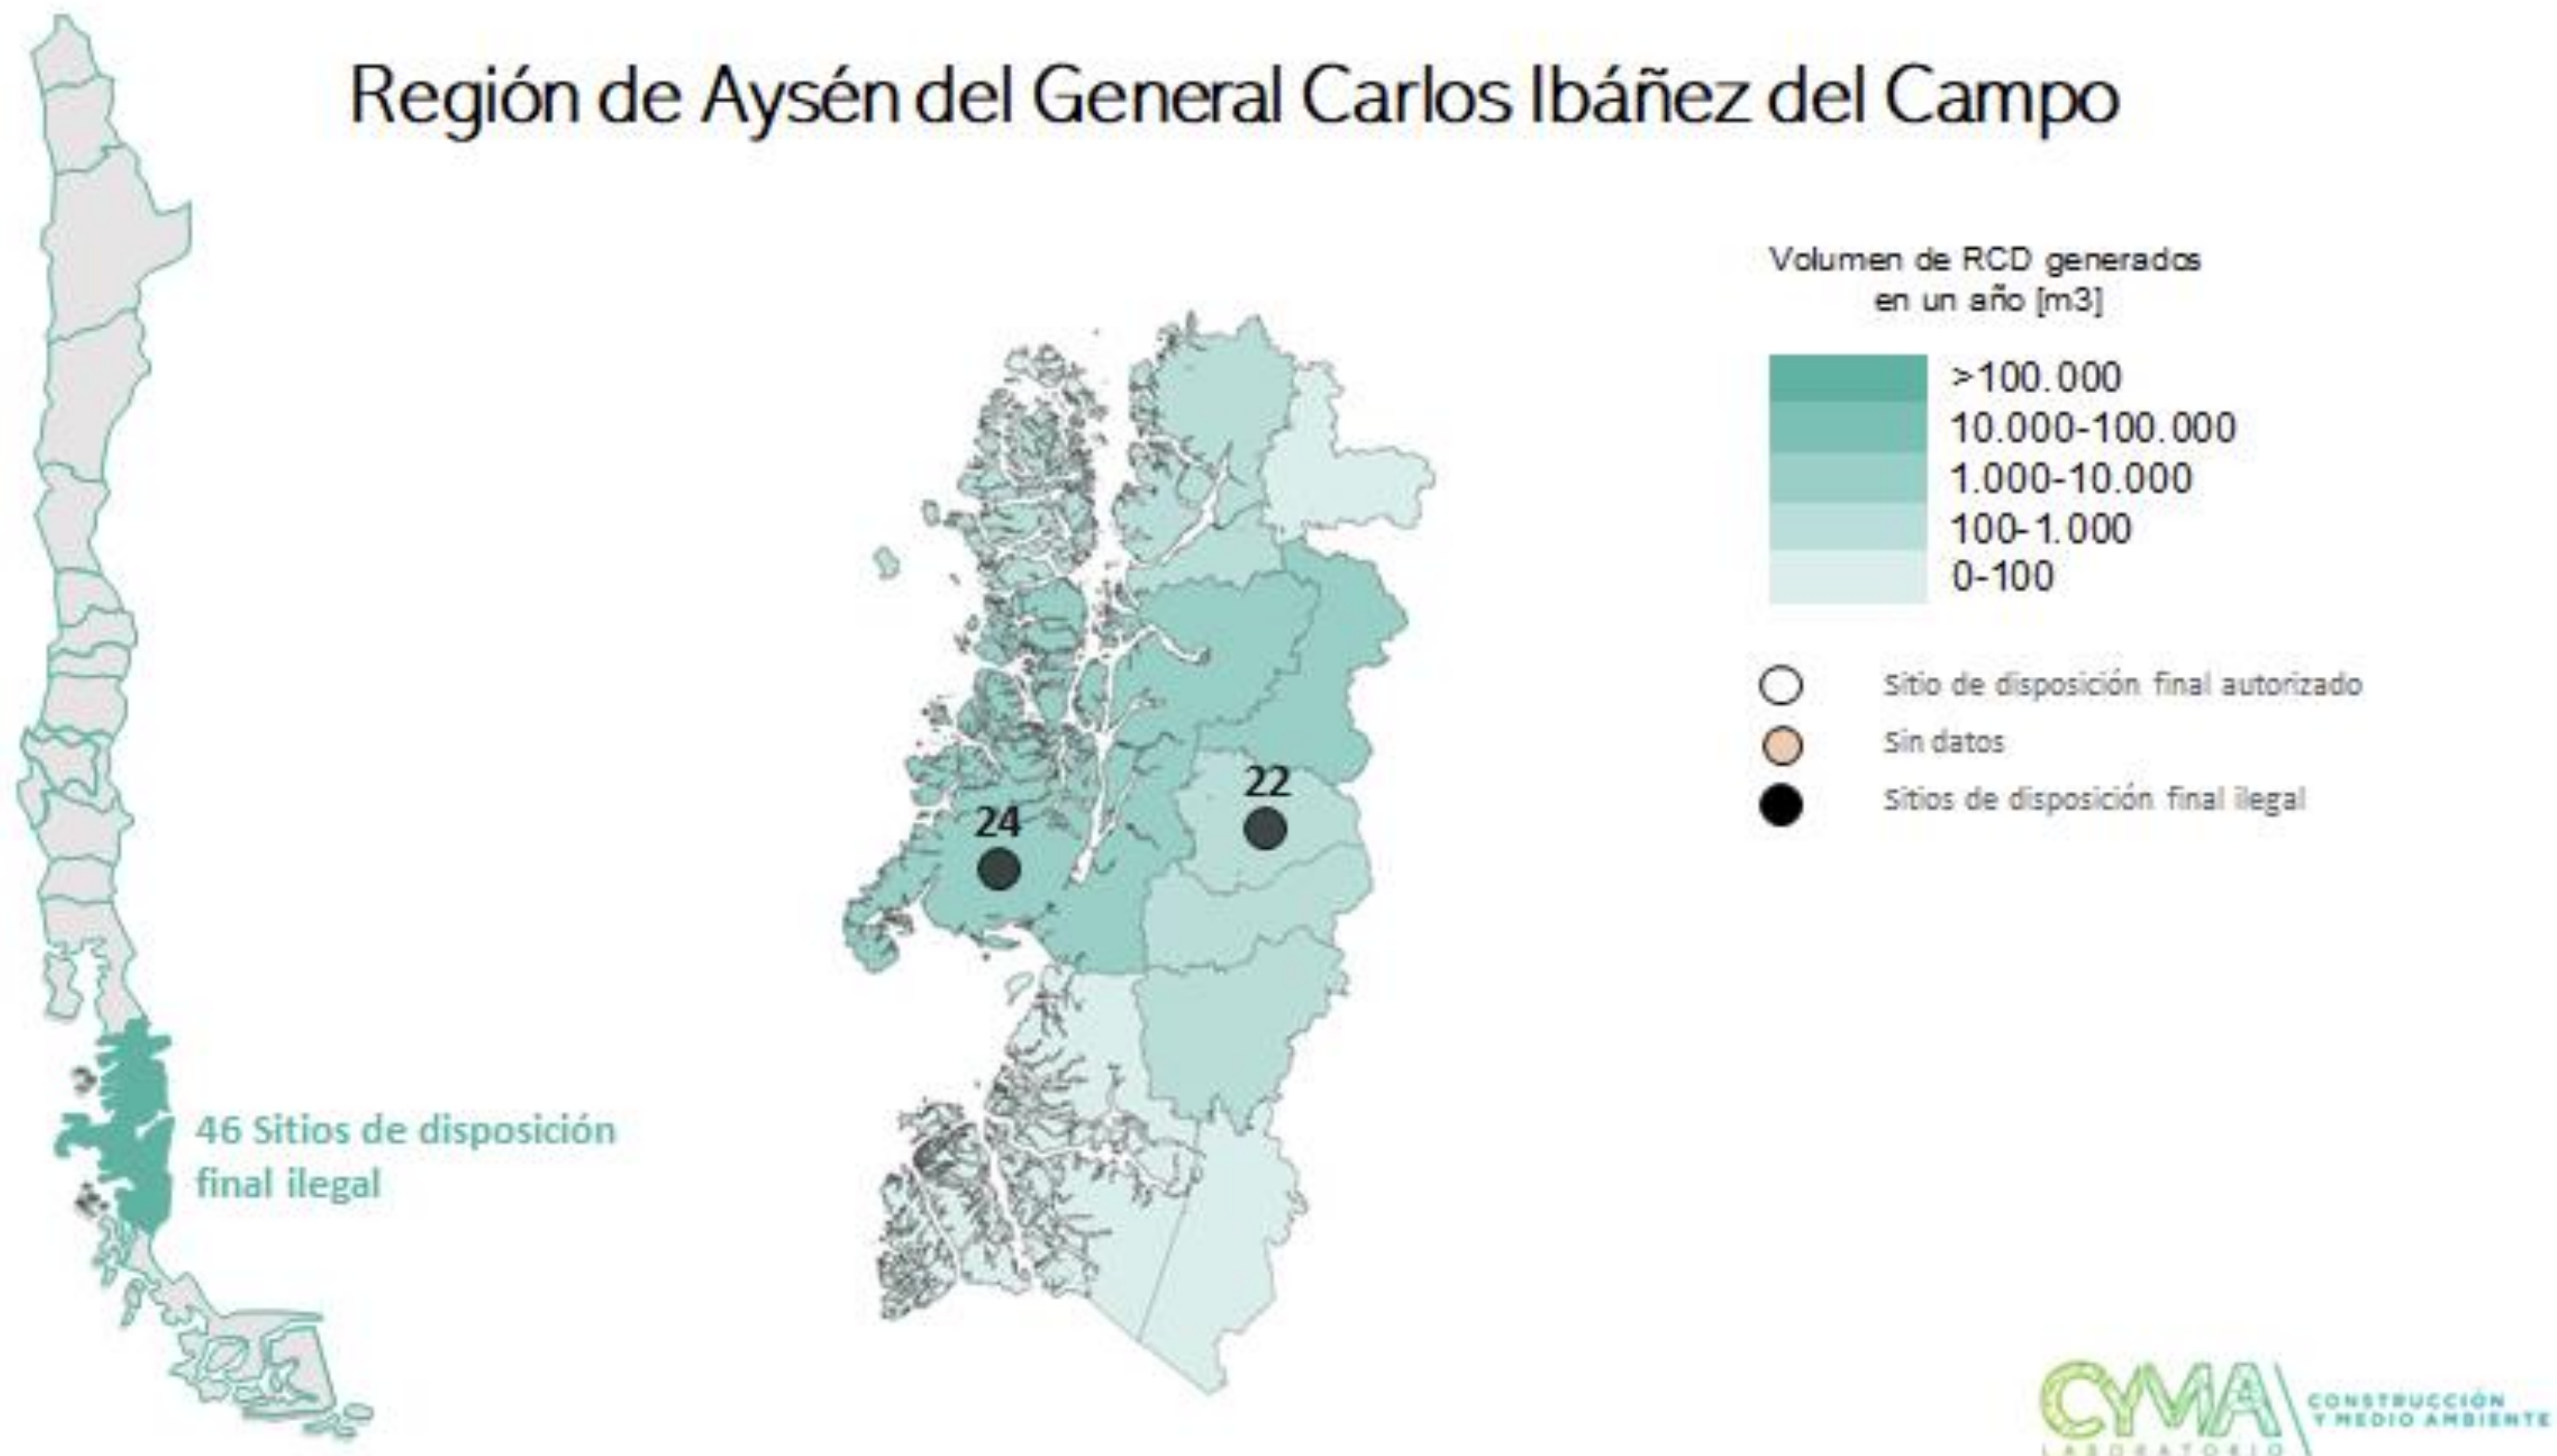 Región de Aysén del General Carlos Ibáñez del Campo
Volumen de RCD generados
en un año [m3]
>100.000
10.000-100.000
1.000-10.000
100-1.000
0-100
Sitio de disposición final autorizado
Sin datos
Sitios de disposición final ilegal
22
24
46 Sitios de disposición
final ilegal
CYMA
CONSTRUCCIÓN
Y MEDIO AMBIENTE
LABORATORIO